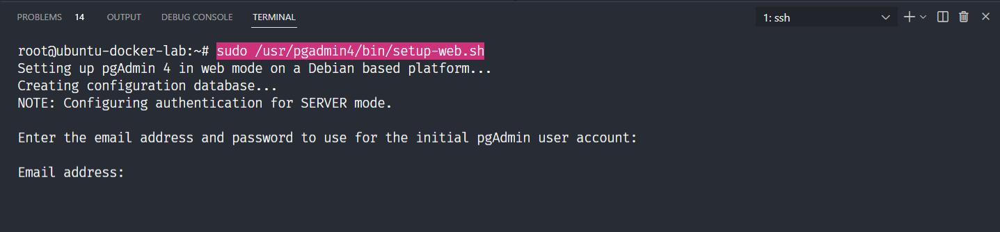 PROBLEMS 14 OUTPUT DEBUG CONSOLE TERMINAL 1: ssh
root@ubuntu-docker-lab:~# sudo /usr/pgadmin4/bin/setup-web.sh
Setting up pgAdmin 4 in web mode on a Debian based platform...
Creating configuration database...
NOTE: Configuring authentication for SERVER mode.
Enter the email address and password to use for the initial pgAdmin user account:
Email address: